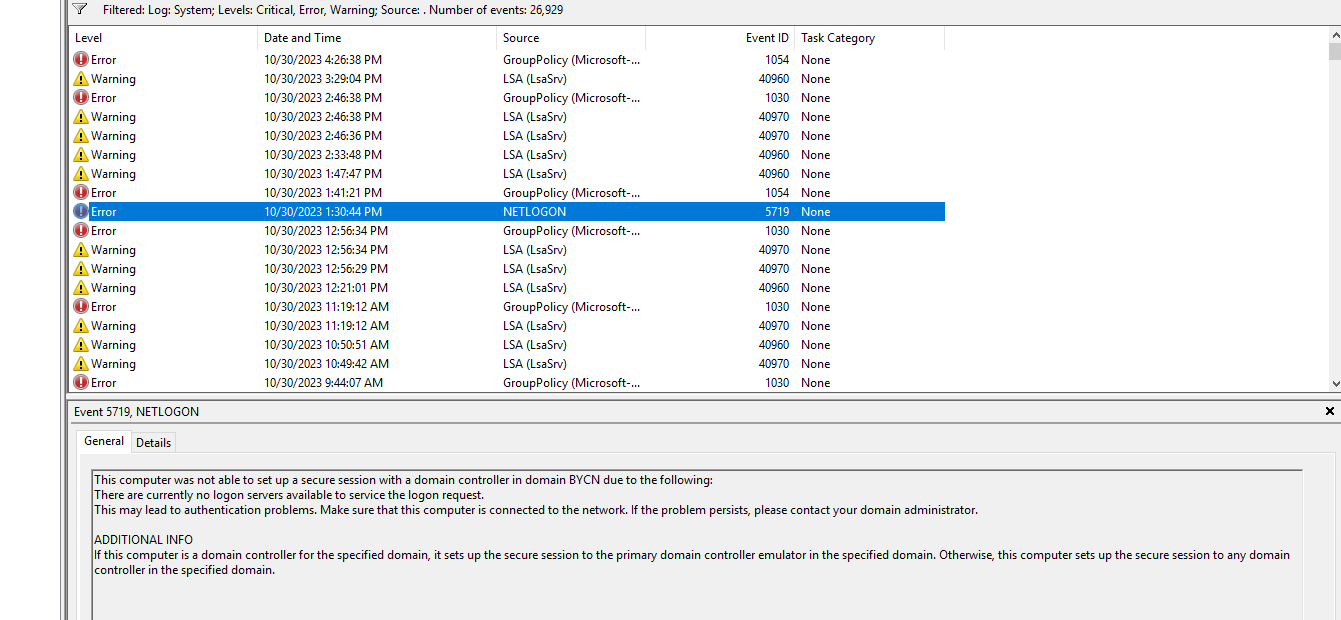 Filtered: Log: System; Levels: Critical, Error, Warning; Source: . Number of events: 26,929
Level Date and Time Source Event ID Task Category
Error 10/30/2023 4:26:38 PM GroupPolicy (Microsoft-... 1054 None
Warning 10/30/2023 3:29:04 PM LSA (LsaSrv) 40960 None
Error 10/30/2023 2:46:38 PM GroupPolicy (Microsoft-... 1030 None
Warning 10/30/2023 2:46:38 PM LSA (LsaSrv) 40970 None
Warning 10/30/2023 2:46:36 PM LSA (LsaSrv) 40970 None
Warning 10/30/2023 2:33:48 PM LSA (LsaSrv) 40960 None
Warning 10/30/2023 1:47:47 PM LSA (LsaSrv) 40960 None
Error 10/30/2023 1:41:21 PM GroupPolicy (Microsoft-... 1054 None
Error 10/30/2023 1:30:44 PM NETLOGON 5719 None
Error 10/30/2023 12:56:34 PM GroupPolicy (Microsoft-... 1030 None
Warning 10/30/2023 12:56:34 PM LSA (LsaSrv) 40970 None
Warning 10/30/2023 12:56:29 PM LSA (LsaSrv) 40970 None
Warning 10/30/2023 12:21:01 PM LSA (LsaSrv) 40960 None
Error 10/30/2023 11:19:12 AM GroupPolicy (Microsoft-... 1030 None
Warning 10/30/2023 11:19:12 AM LSA (LsaSrv) 40970 None
Warning 10/30/2023 10:50:51 AM LSA (LsaSrv) 40960 None
Warning 10/30/2023 10:49:42 AM LSA (LsaSrv) 40970 None
Error 10/30/2023 9:44:07 AM GroupPolicy (Microsoft-... 1030 None
Event 5719, NETLOGON
General Details
This computer was not able to set up a secure session with a domain controller in domain BYCN due to the following:
There are currently no logon servers available to service the logon request.
This may lead to authentication problems. Make sure that this computer is connected to the network. If the problem persists, please contact your domain administrator.
ADDITIONAL INFO
If this computer is a domain controller for the specified domain, it sets up the secure session to the primary domain controller emulator in the specified domain. Otherwise, this computer sets up the secure session to any domain
controller in the specified domain.